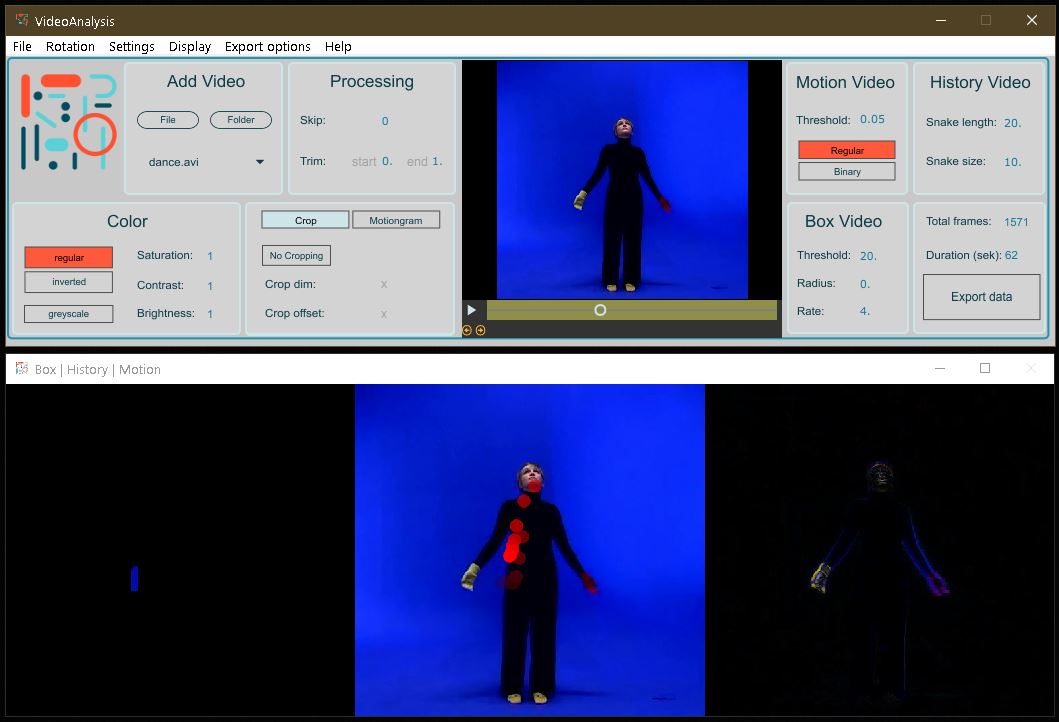 VideoAnalysis
File Rotation Settings Display Export options Help
Add Video
File Folder
dance.avi
Processing
Skip: 0
Trim: start 0. end 1.
Motion Video
Threshold: 0.05
Regular
Binary
History Video
Snake length: 20.
Snake size: 10.
Color
regular
inverted
greyscale
Saturation: 1
Contrast: 1
Brightness: 1
Crop Motiongram
No Cropping
Crop dim: x
Crop offset: x
Box Video
Threshold: 20.
Radius: 0.
Rate: 4.
Total frames: 1571
Duration (sek): 62
Export data
Box | History | Motion